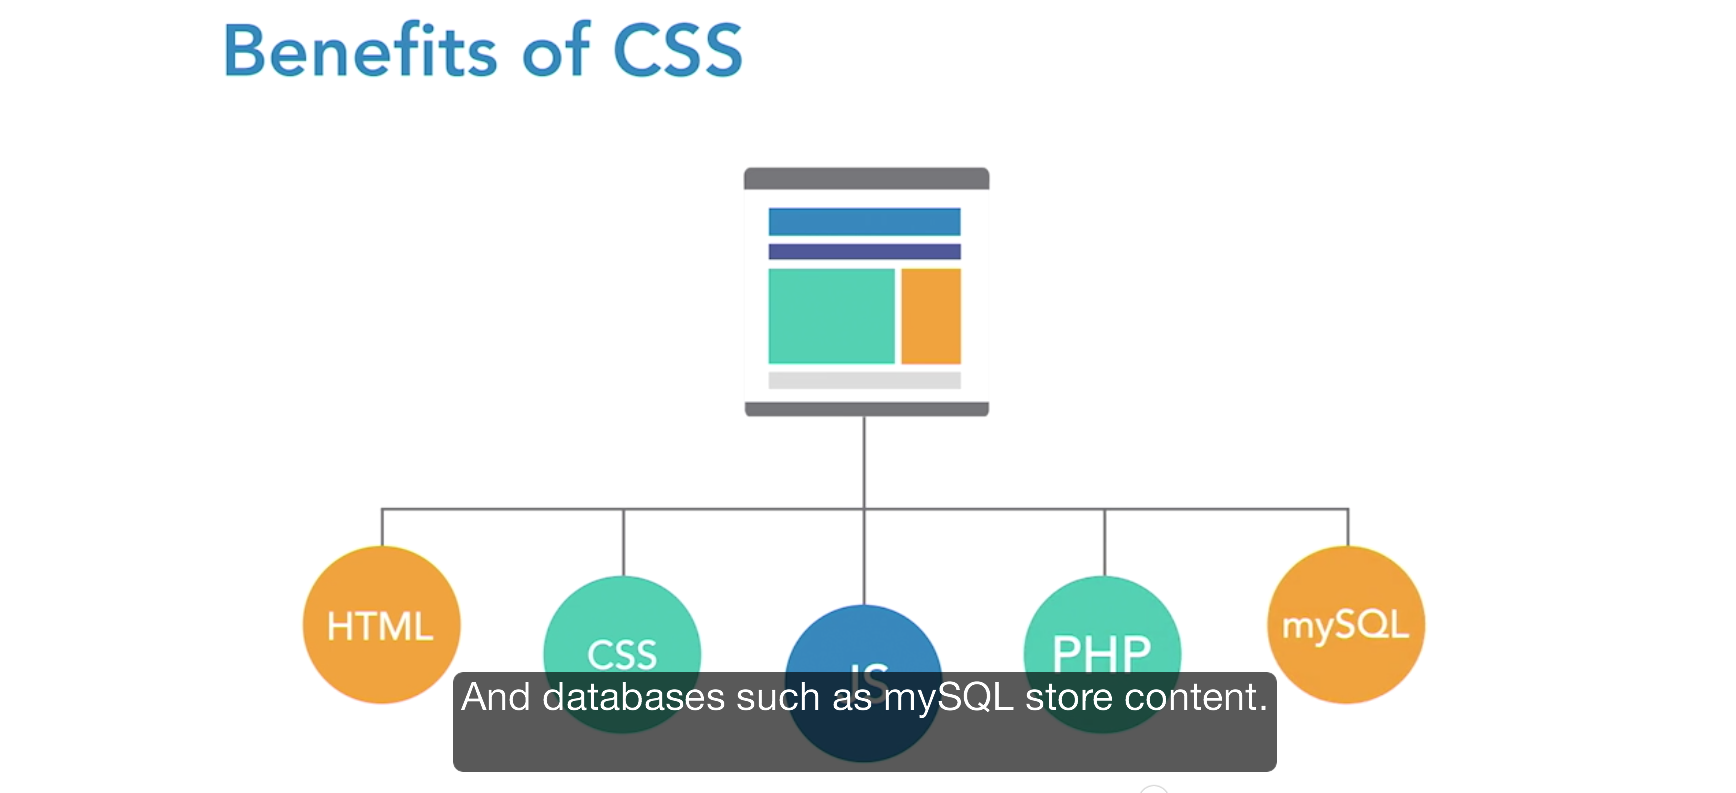 Benefits of CSS
HTML
CSS
JS
PHP
mySQL
And databases such as mySQL store content.